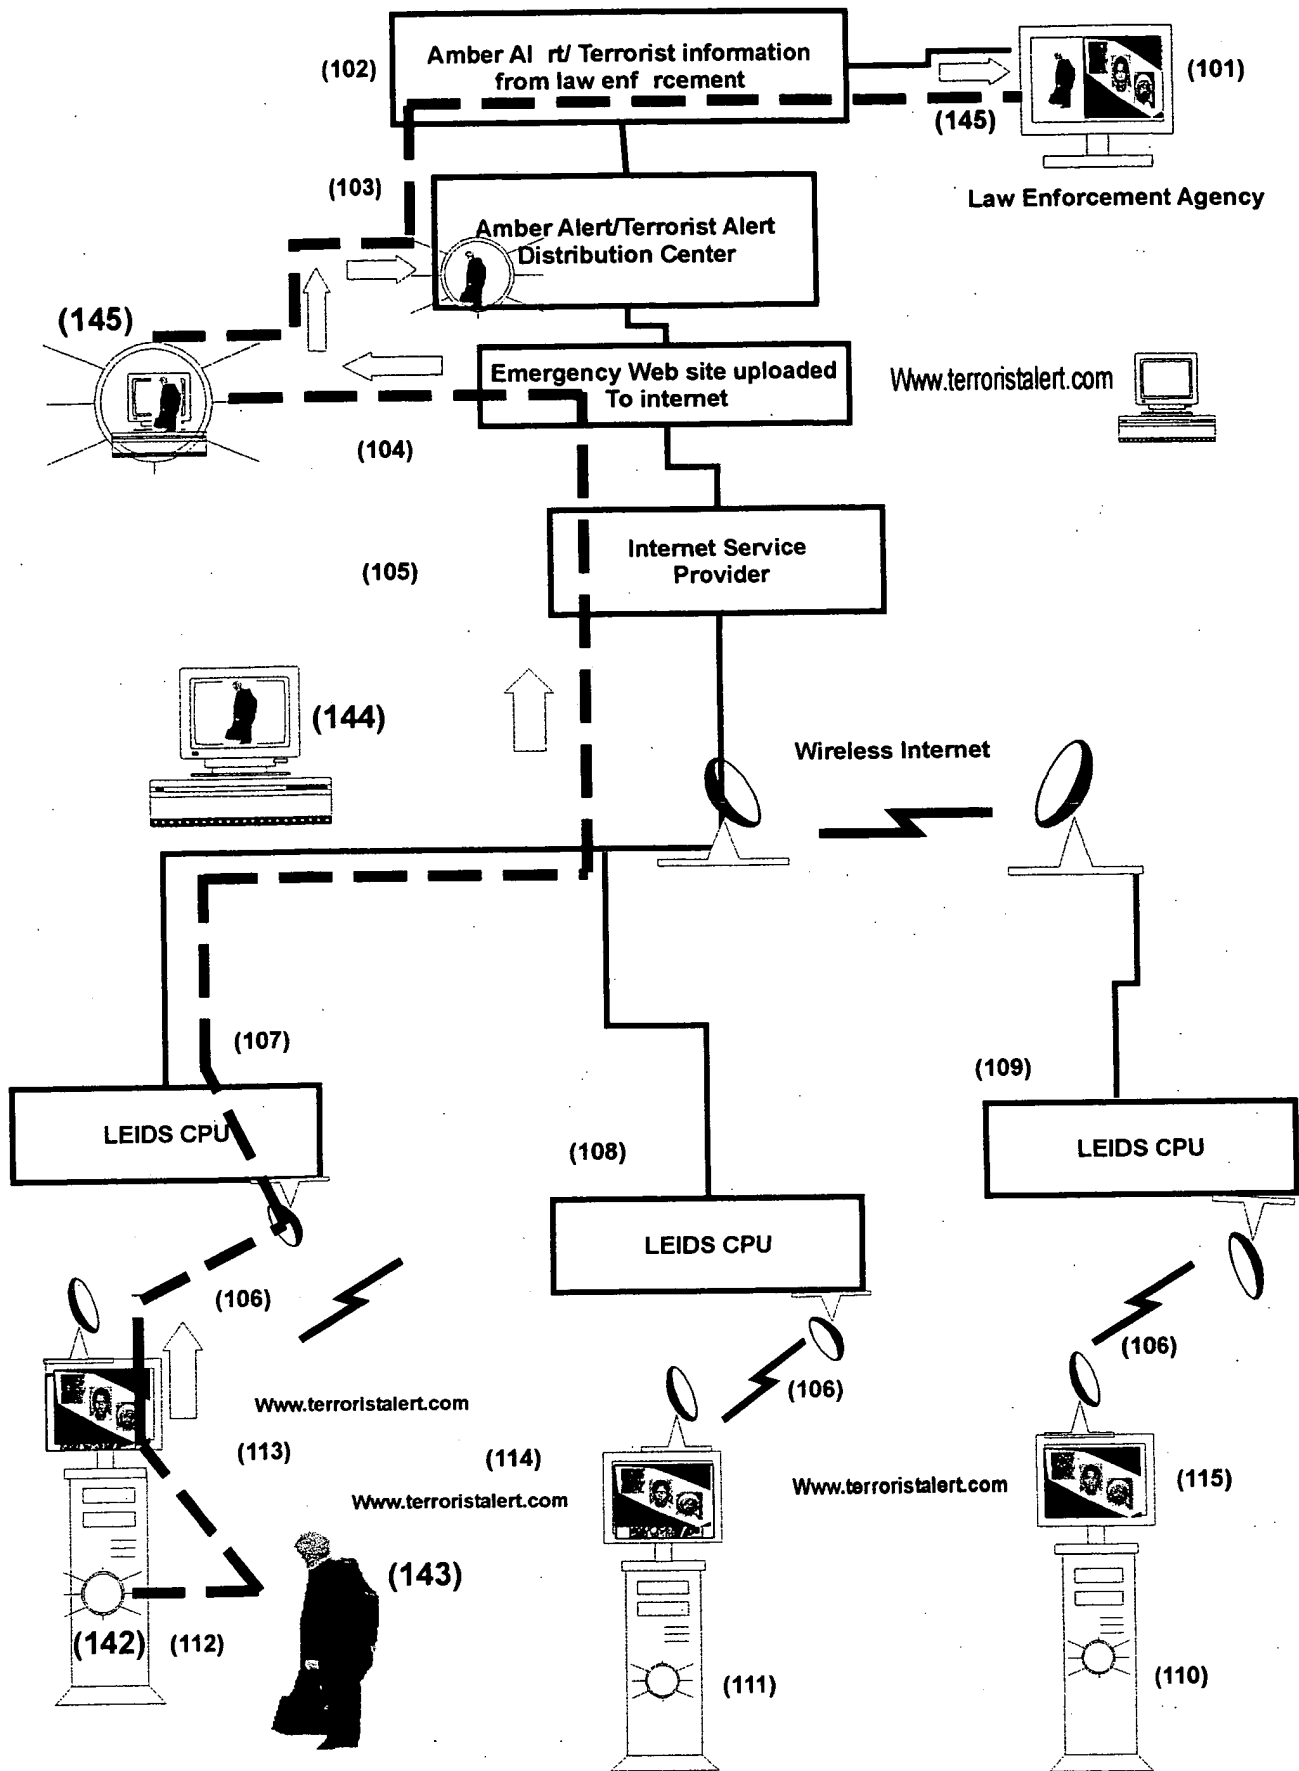 Amber Al rt/ Terrorist information
from law enf rcement
(102)
(101)
(145)
Law Enforcement Agency
(103)
Amber Alert/Terrorist Alert
Distribution Center
(145)
Emergency Web site uploaded
To internet
Www.terroristalert.com
(104)
Internet Service
Provider
(105)
(144)
Wireless Internet
(107)
(109)
LEIDS CPU
(108)
LEIDS CPU
LEIDS CPU
(106)
(106)
(106)
Www.terroristalert.com
(113)
(114)
Www.terroristalert.com
(115)
Www.terroristalert.com
(143)
(142)
(112)
(111)
(110)